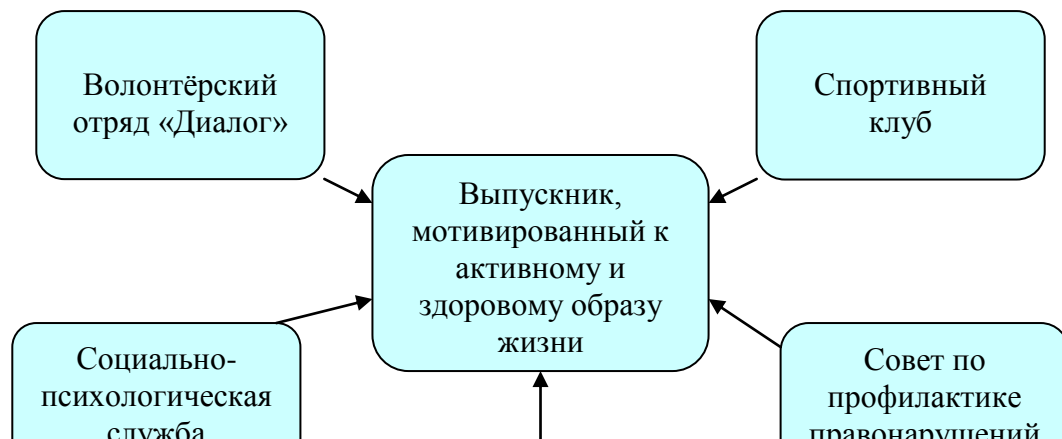 Волонтёрский
отряд «Диалог»
Спортивный
клуб
Выпускник,
мотивированный к
активному и
здоровому образу
жизни
Социально-
психологическая
служба
Совет по
профилактике
правонарушений